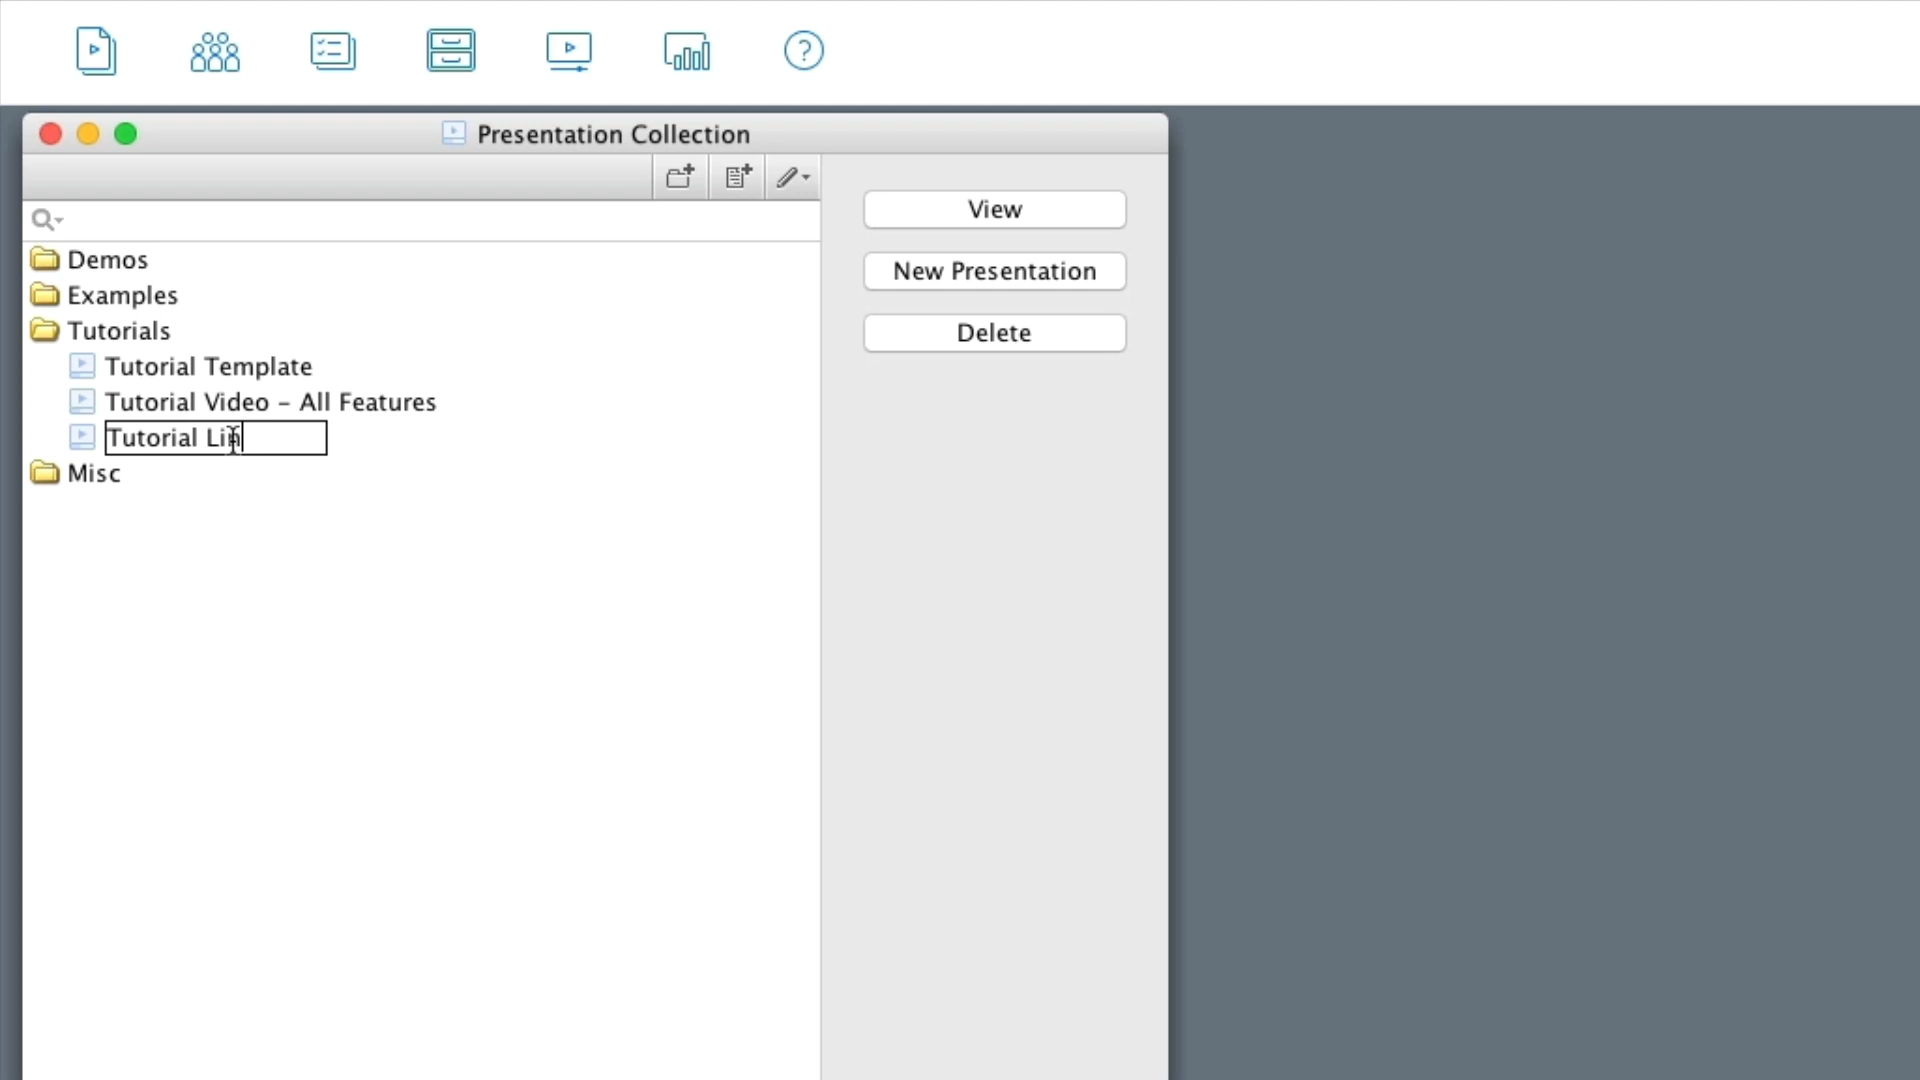 ?
Presentation Collection
View
New Presentation
Delete
Demos
Examples
Tutorials
Tutorial Template
Tutorial Video – All Features
Tutorial Lin
Misc